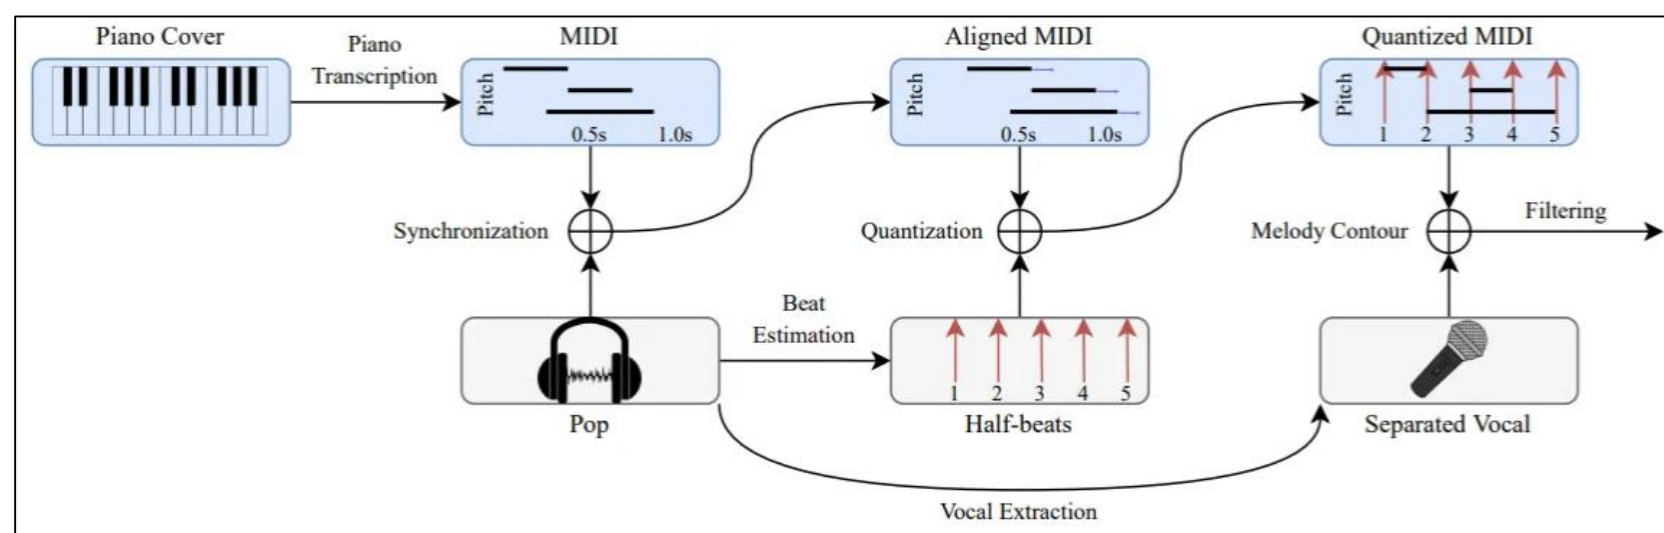 Piano Cover
Piano
Transcription
MIDI
Aligned MIDI
Quantized MIDI
Pitch
0.5s 1.0s
Pitch
0.5s 1.0s
Pitch
1 2 3 4 5
Synchronization
Quantization
Melody Contour
Filtering
Beat
Estimation
1 2 3 4 5
Pop
Half-beats
Separated Vocal
Vocal Extraction